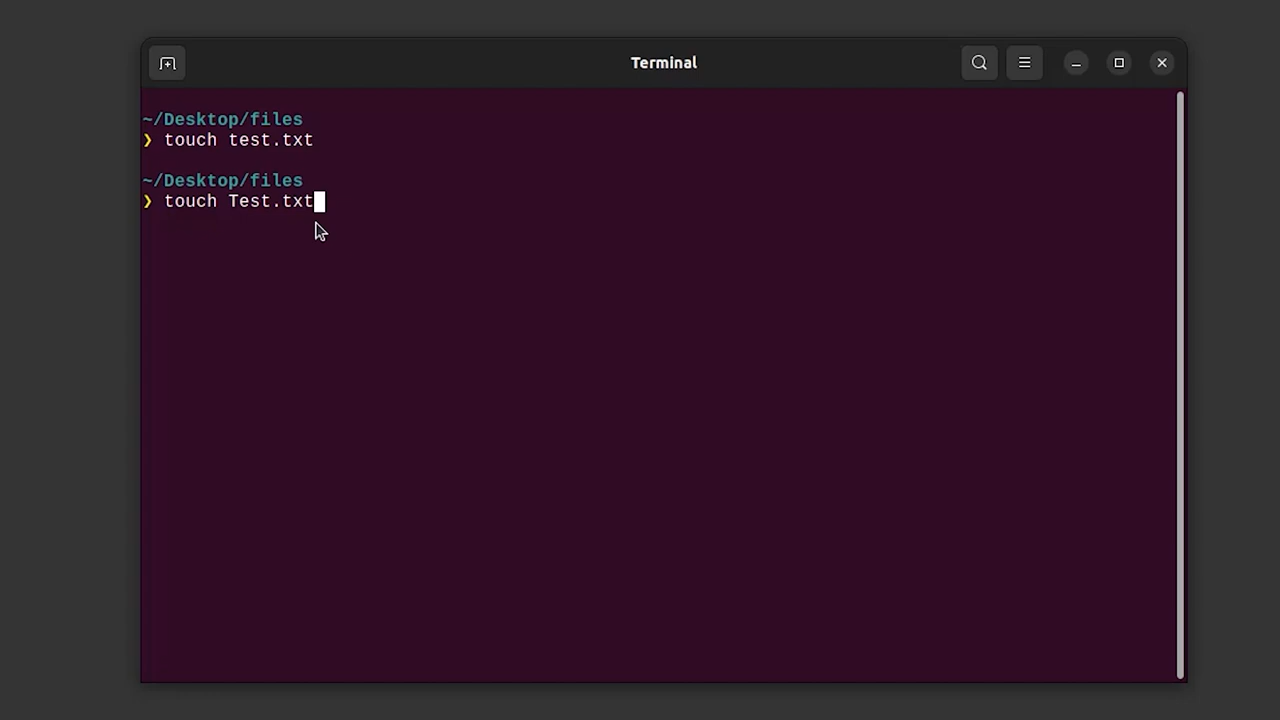 Terminal
~/Desktop/files
❯ touch test.txt
~/Desktop/files
❯ touch Test.txt